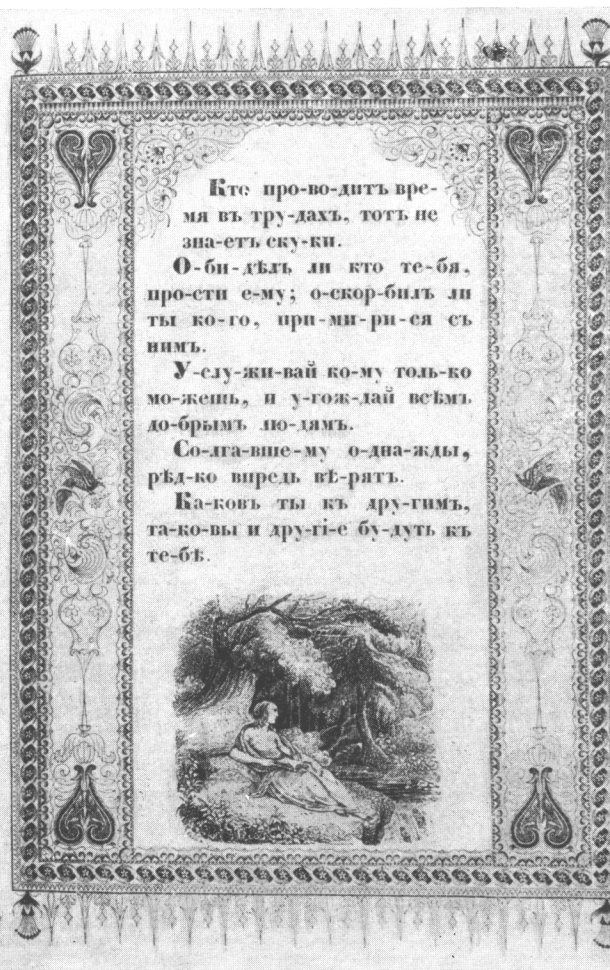 Кто про-во-дитъ вре-
мя въ тру-дахъ, тотъ не
зна-етъ ску-ки.
О-би-дѣлъ ли кто те-бя,
про-сти е-му; о-скор-билъ ли
ты ко-го, при-ми-ри-ся съ
нимъ.
У-слу-жи-вай ко-му толь-ко
мо-жешь, и у-гож-дай всѣмъ
до-брымъ лю-дямъ.
Со-лга-вше-му о-дна-жды,
рѣд-ко впредь вѣ-рятъ.
Ка-ковъ ты къ дру-гимъ,
та-ко-вы и дру-гі-е бу-дутъ къ
те-бѣ.